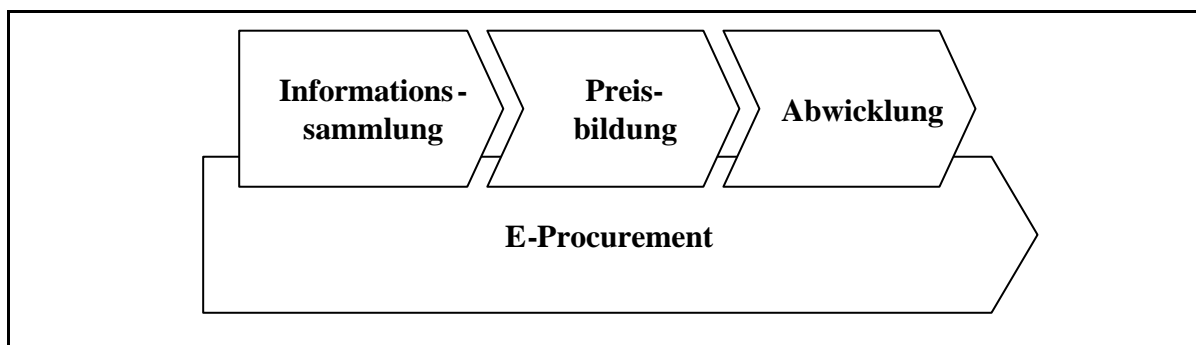 Informations-
sammlung
Preis-
bildung
Abwicklung
E-Procurement